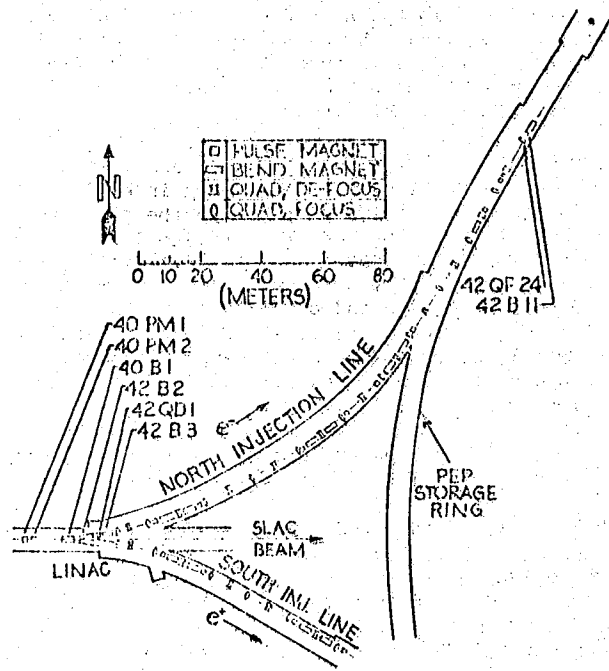 PULSE MAGNET
BEND MAGNET
QUAD, DE-FOCUS
QUAD, FOCUS
N
0 10 20 40 60 80
(METERS)
42 QF 24
42 B 11
40 PM 1
40 PM 2
40 B 1
42 B 2
42 QD 1
42 B 3
NORTH INJECTION LINE
e-
PEP
STORAGE
RING
SLAC
BEAM
LINAC
SOUTH INJ. LINE
e+